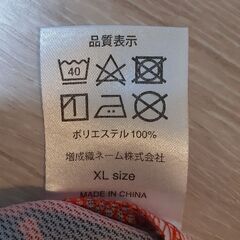 品質表示
40
ポリエステル100%
増成織ネーム株式会社
XL size
MADE IN CHINA